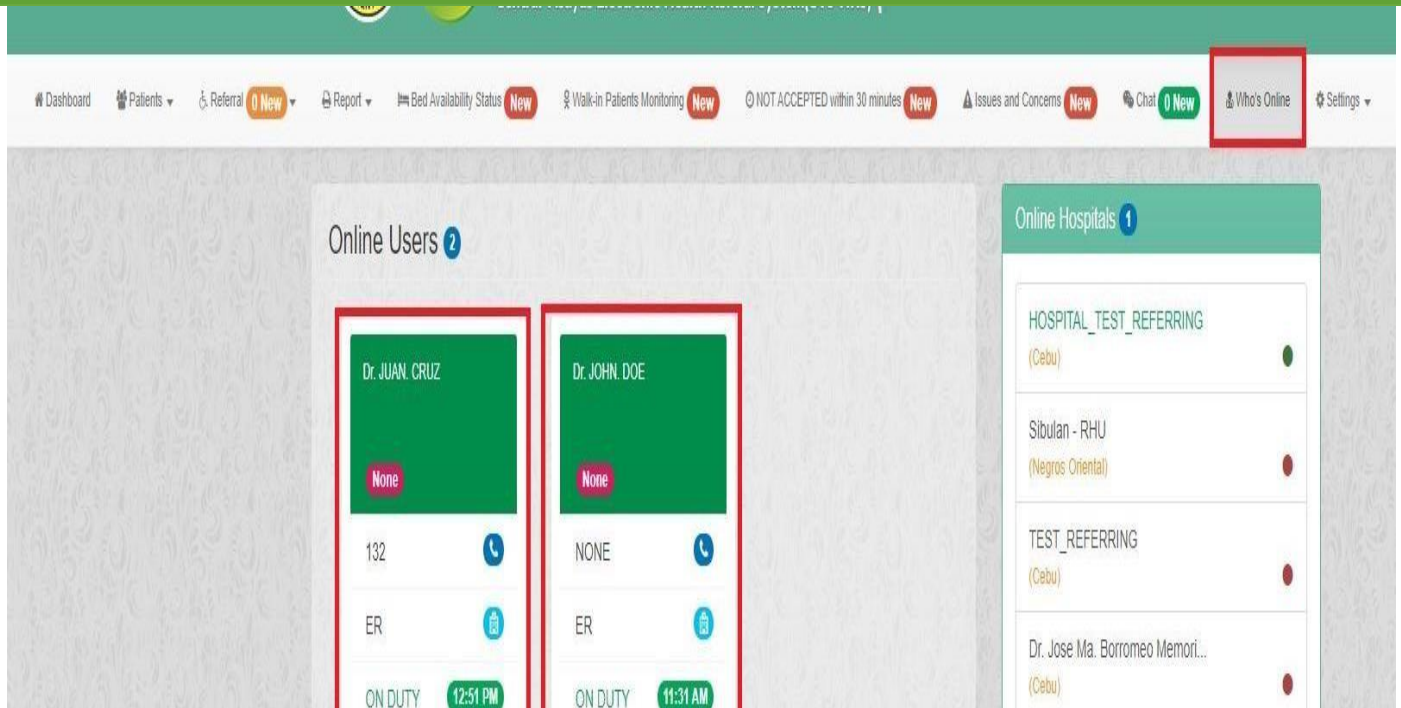 Dashboard Patients Referral 0 New Report Bed Availability Status New Walk-in Patients Monitoring New NOT ACCEPTED within 30 minutes New Issues and Concerns New Chat 0 New Who's Online Settings
Online Users 2
Dr. JUAN. CRUZ
None
132
ER
ON DUTY 12:51 PM
Dr. JOHN. DOE
None
NONE
ER
ON DUTY 11:31 AM
Online Hospitals 1
HOSPITAL_TEST_REFERRING
(Cebu)
Sibulan - RHU
(Negros Oriental)
TEST_REFERRING
(Cebu)
Dr. Jose Ma. Borromeo Memori...
(Cebu)